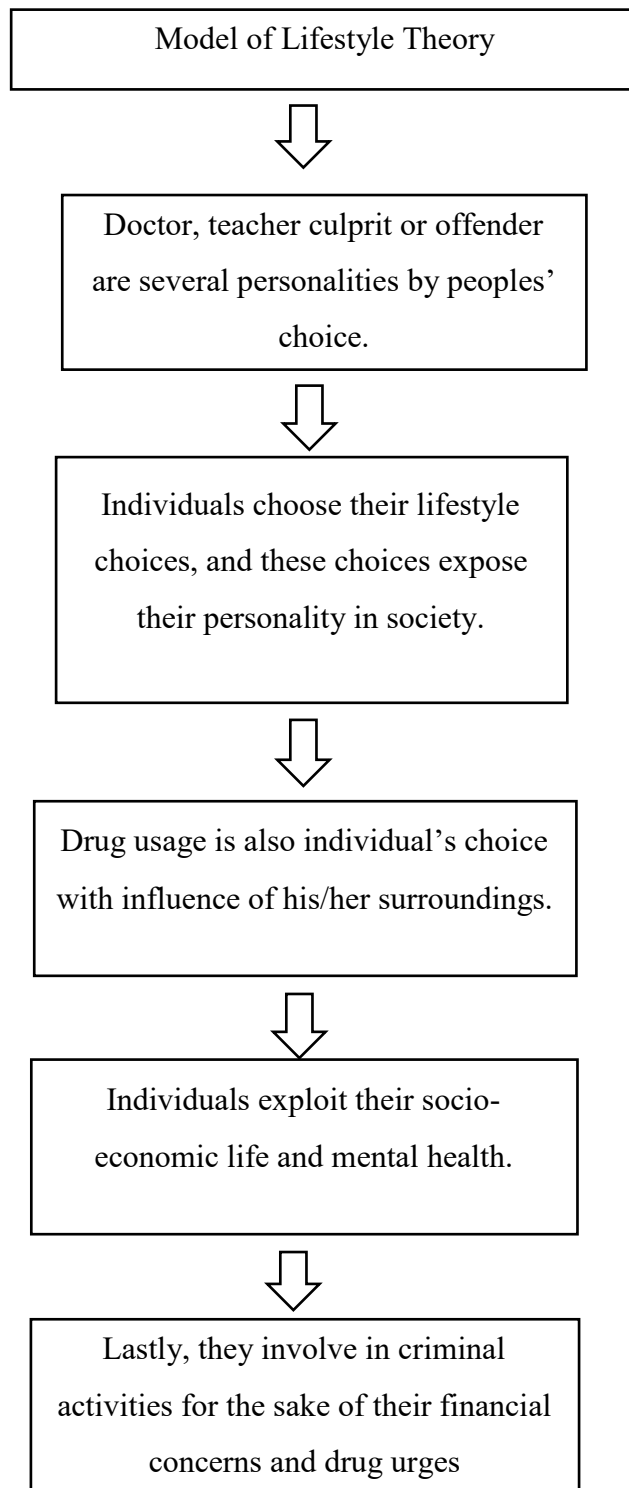 Model of Lifestyle Theory
Doctor, teacher culprit or offender
are several personalities by peoples’
choice.
Individuals choose their lifestyle
choices, and these choices expose
their personality in society.
Drug usage is also individual’s choice
with influence of his/her surroundings.
Individuals exploit their socio-
economic life and mental health.
Lastly, they involve in criminal
activities for the sake of their financial
concerns and drug urges